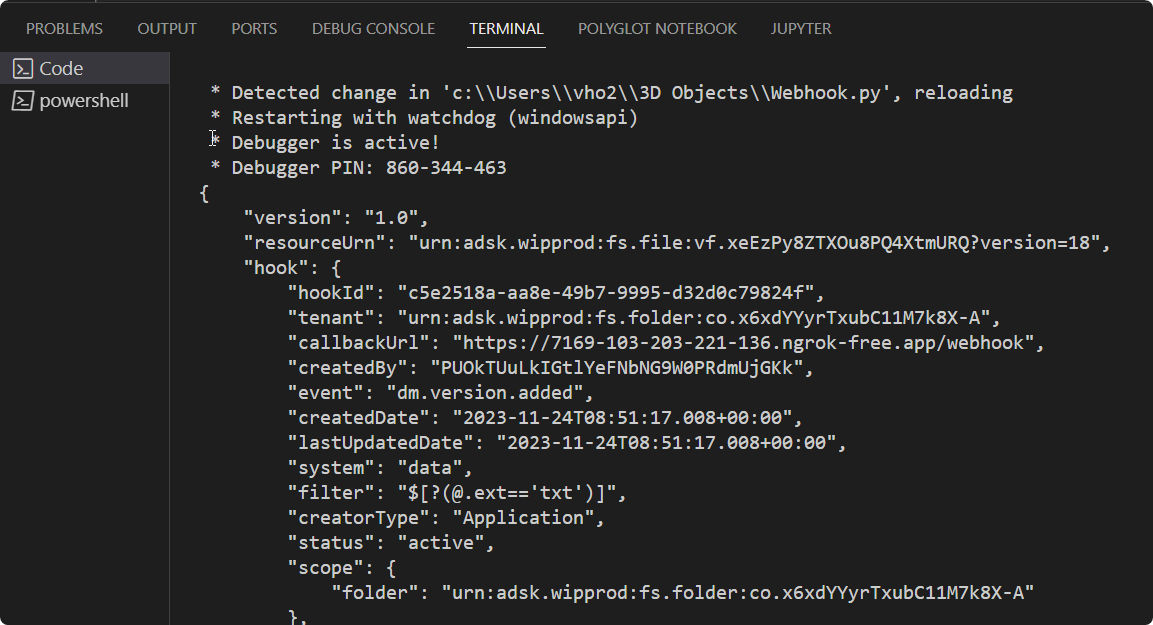 PROBLEMS OUTPUT PORTS DEBUG CONSOLE TERMINAL POLYGLOT NOTEBOOK JUPYTER
Code
powershell
* Detected change in 'c:\\Users\\vho2\\3D Objects\\Webhook.py', reloading
* Restarting with watchdog (windowsapi)
* Debugger is active!
* Debugger PIN: 860-344-463
{
    "version": "1.0",
    "resourceUrn": "urn:adsk.wipprod:fs.file:vf.xeEzPy8ZTXOu8PQ4XtmURQ?version=18",
    "hook": {
        "hookId": "c5e2518a-aa8e-49b7-9995-d32d0c79824f",
        "tenant": "urn:adsk.wipprod:fs.folder:co.x6xdYYyrTxubC11M7k8X-A",
        "callbackUrl": "https://7169-103-203-221-136.ngrok-free.app/webhook",
        "createdBy": "PUOkTUuLkIGtlYeFNbNG9W0PRdmUjGKk",
        "event": "dm.version.added",
        "createdDate": "2023-11-24T08:51:17.008+00:00",
        "lastUpdatedDate": "2023-11-24T08:51:17.008+00:00",
        "system": "data",
        "filter": "$[?(@.ext=='txt')]",
        "creatorType": "Application",
        "status": "active",
        "scope": {
            "folder": "urn:adsk.wipprod:fs.folder:co.x6xdYYyrTxubC11M7k8X-A"
        },